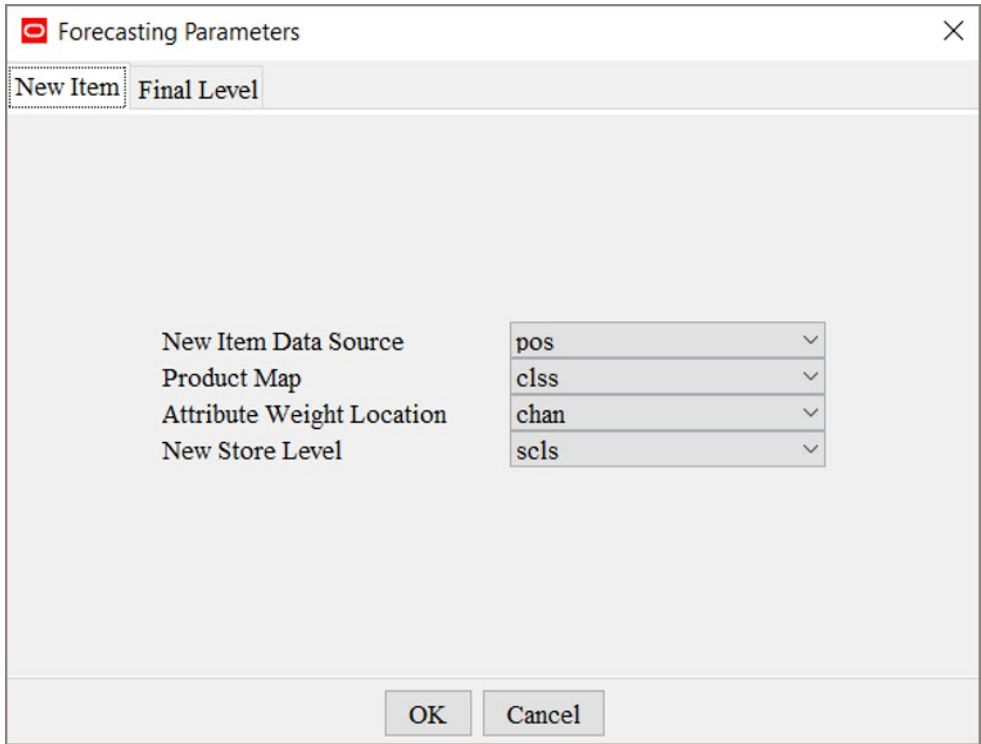 Forecasting Parameters
New Item Final Level
New Item Data Source pos
Product Map clss
Attribute Weight Location chan
New Store Level scls
OK Cancel